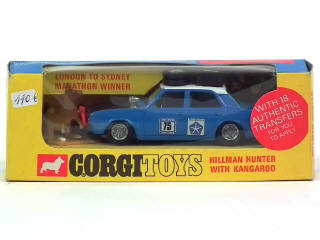 110.-
LONDON TO SYDNEY
MARATHON WINNER
WITH 18
AUTHENTIC
TRANSFERS
FOR YOU
TO APPLY
75
CORGI TOYS
HILLMAN HUNTER
WITH KANGAROO